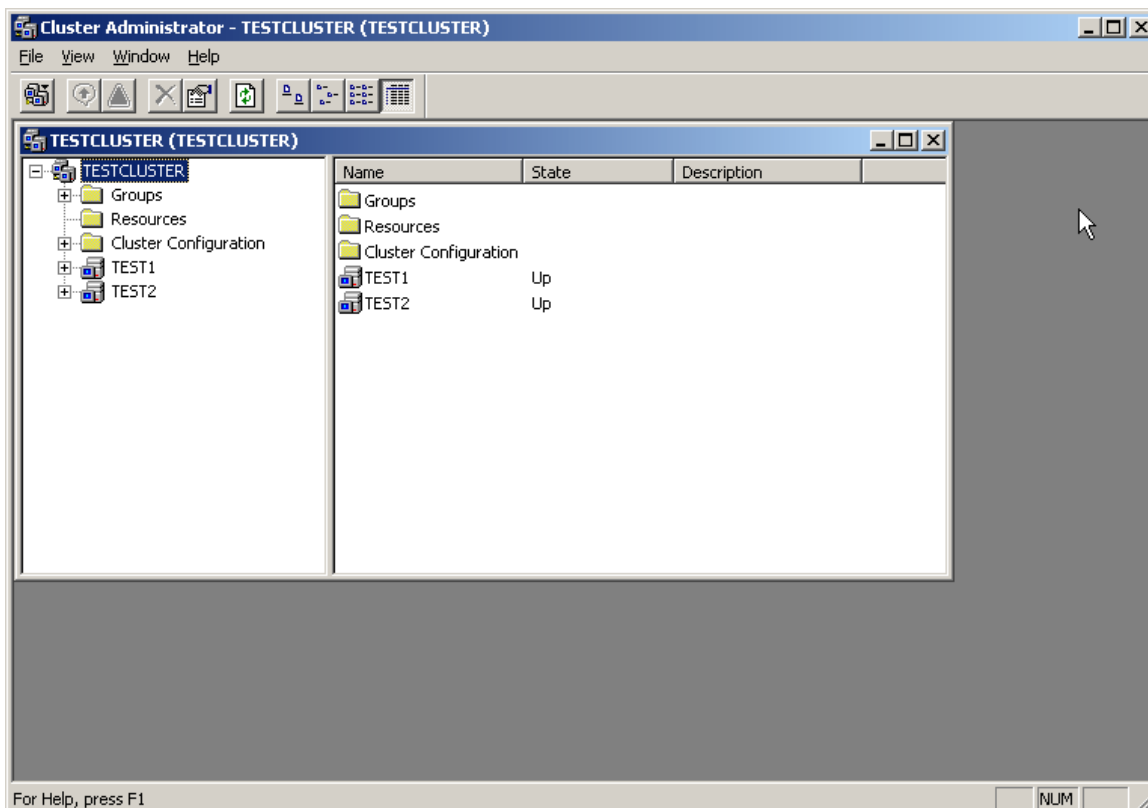 Cluster Administrator - TESTCLUSTER (TESTCLUSTER)
File View Window Help
TESTCLUSTER (TESTCLUSTER)
TESTCLUSTER
Groups
Resources
Cluster Configuration
TEST1
TEST2
Name State Description
Groups
Resources
Cluster Configuration
TEST1 Up
TEST2 Up
For Help, press F1
NUM